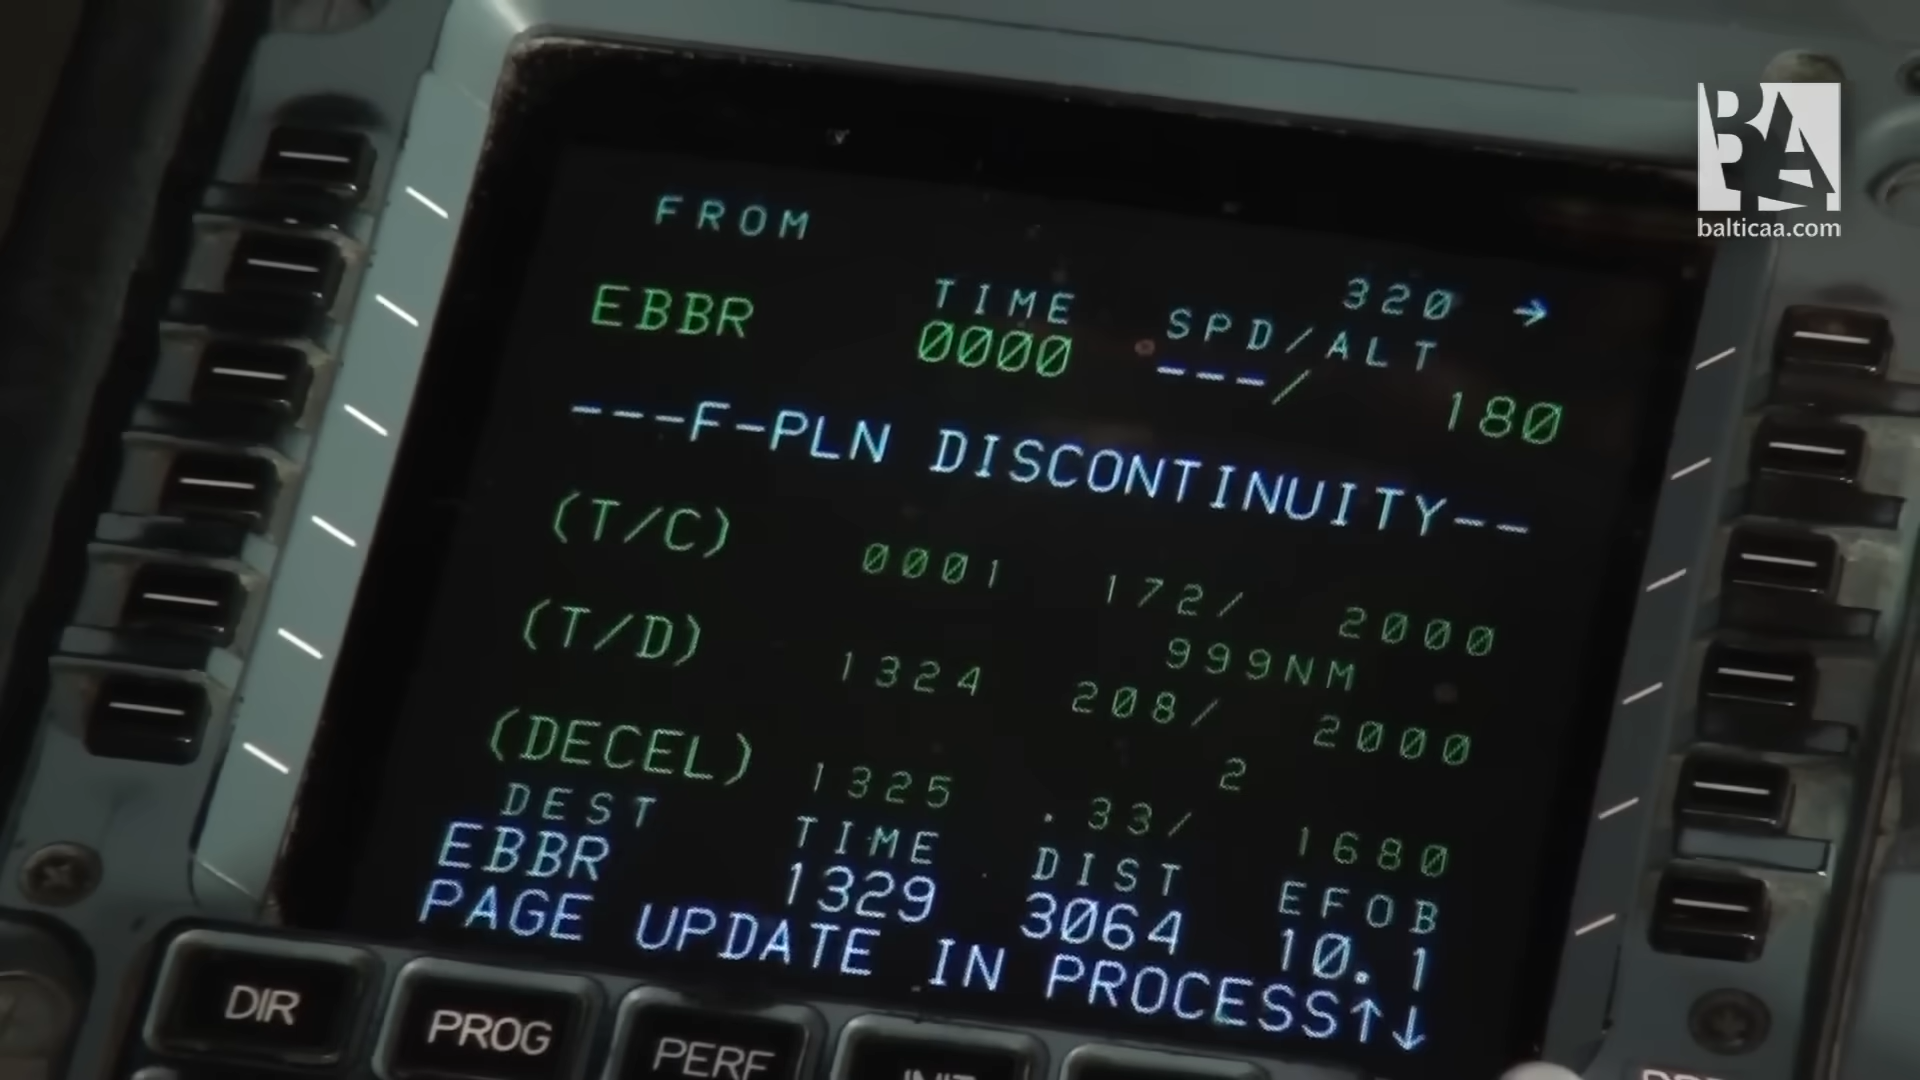 BAA
balticaa.com
FROM
320 →
TIME SPD/ALT
EBBR 0000 ---/ 180
---F-PLN DISCONTINUITY--
(T/C) 0001 172/ 2000
999NM
(T/D) 1324 208/ 2000
2
(DECEL) 1325 .33/ 1680
DEST TIME DIST EFOB
EBBR 1329 3064 10.1
PAGE UPDATE IN PROCESS↑↓
DIR PROG PERF INIT